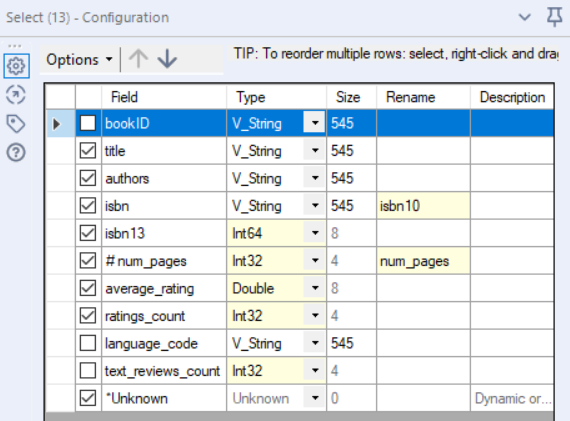 Select (13) - Configuration
Options
TIP: To reorder multiple rows: select, right-click and drag
Field Type Size Rename Description
bookID V_String 545
title V_String 545
authors V_String 545
isbn V_String 545 isbn10
isbn13 Int64 8
# num_pages Int32 4 num_pages
average_rating Double 8
ratings_count Int32 4
language_code V_String 545
text_reviews_count Int32 4
*Unknown Unknown 0 Dynamic or...